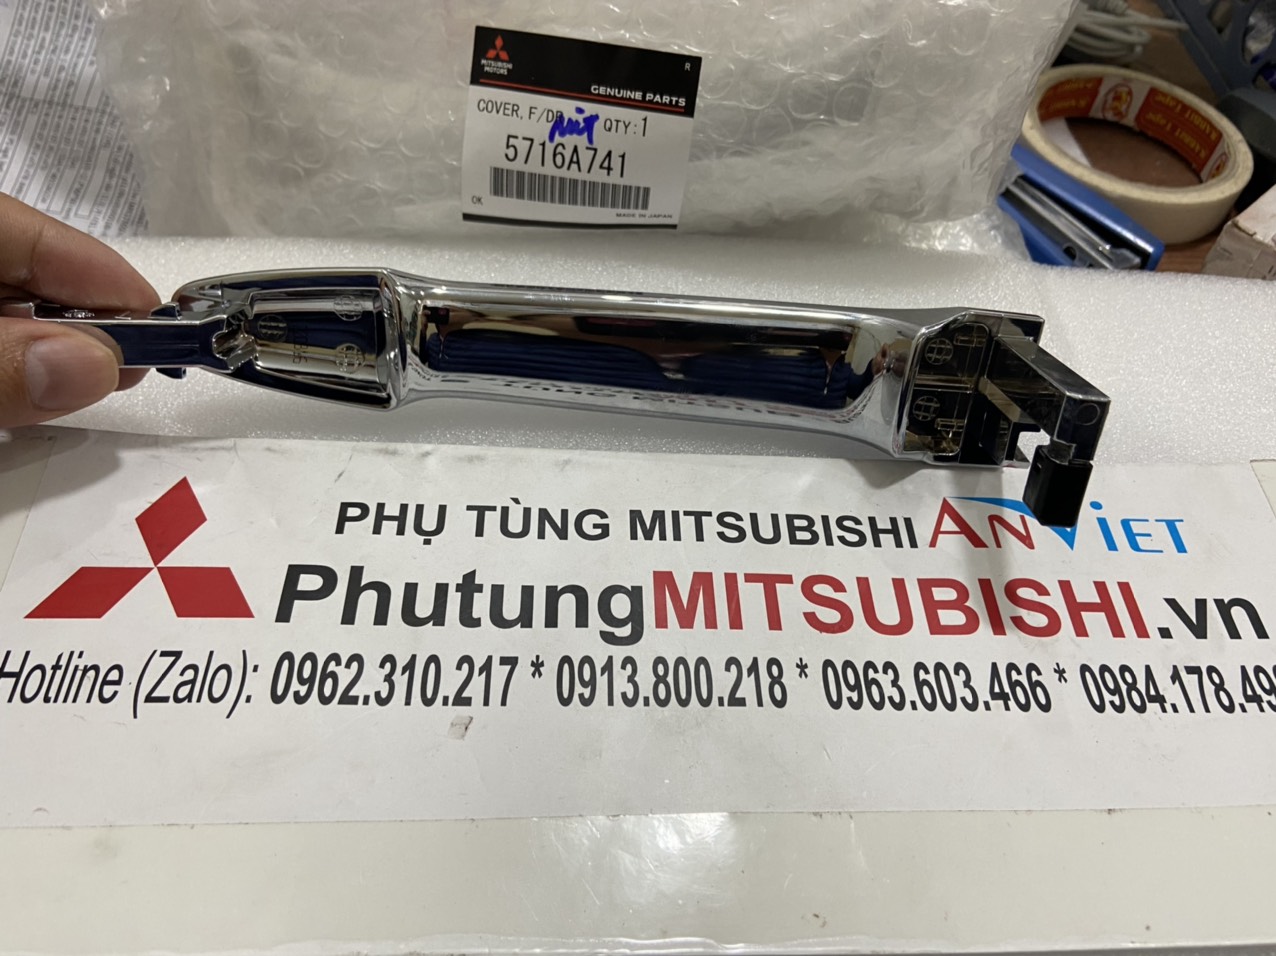 MITSUBISHI
MOTORS
R
GENUINE PARTS
COVER, F/DR QTY:1
5716A741
OK
MADE IN JAPAN
PHỤ TÙNG MITSUBISHI AN VIET
PhutungMITSUBISHI.vn
Hotline (Zalo): 0962.310.217 * 0913.800.218 * 0963.603.466 * 0984.178.49